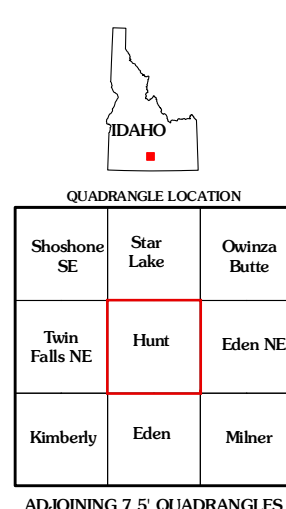 IDAHO
QUADRANGLE LOCATION
Shoshone SE
Star Lake
Owinza Butte
Twin Falls NE
Hunt
Eden NE
Kimberly
Eden
Milner
ADJOINING 7.5' QUADRANGLES